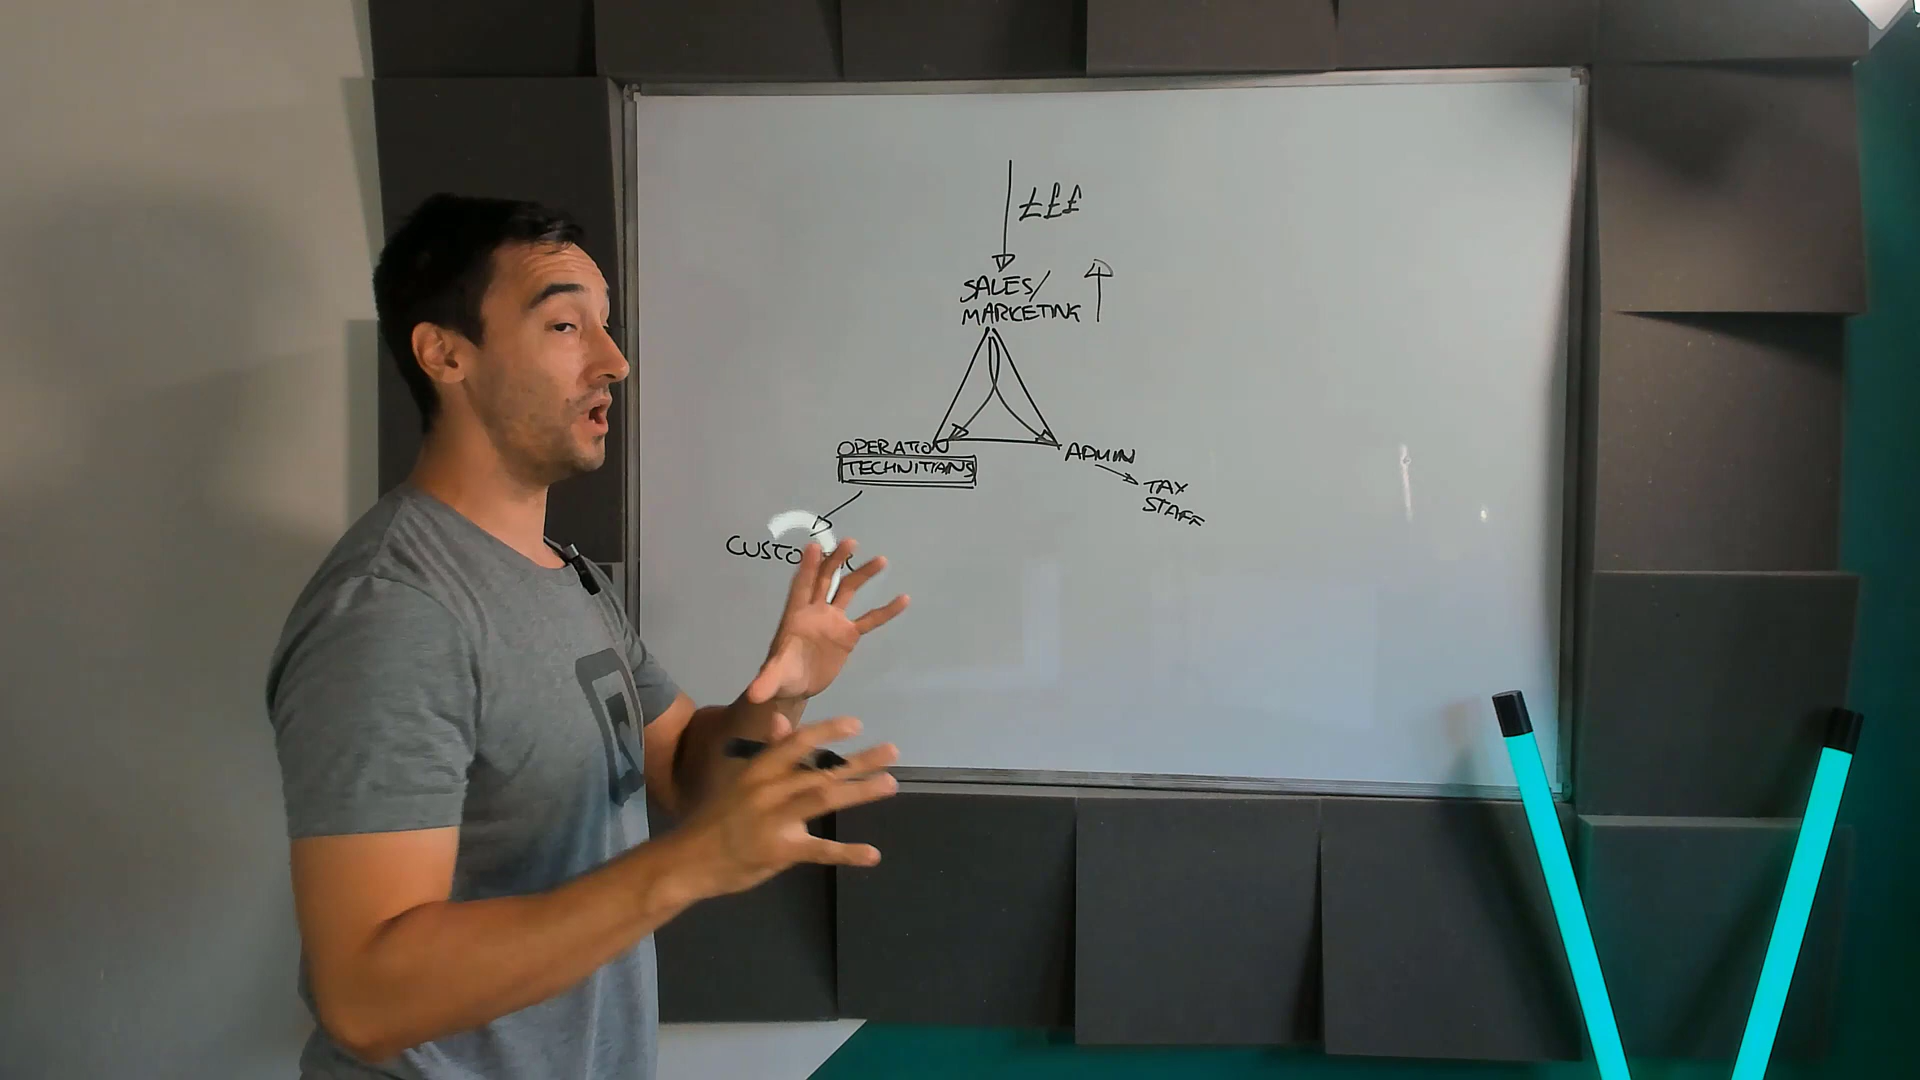 £££
SALES/
MARKETING
OPERATION
TECHNITIANS
ADMIN
TAX
STAFF